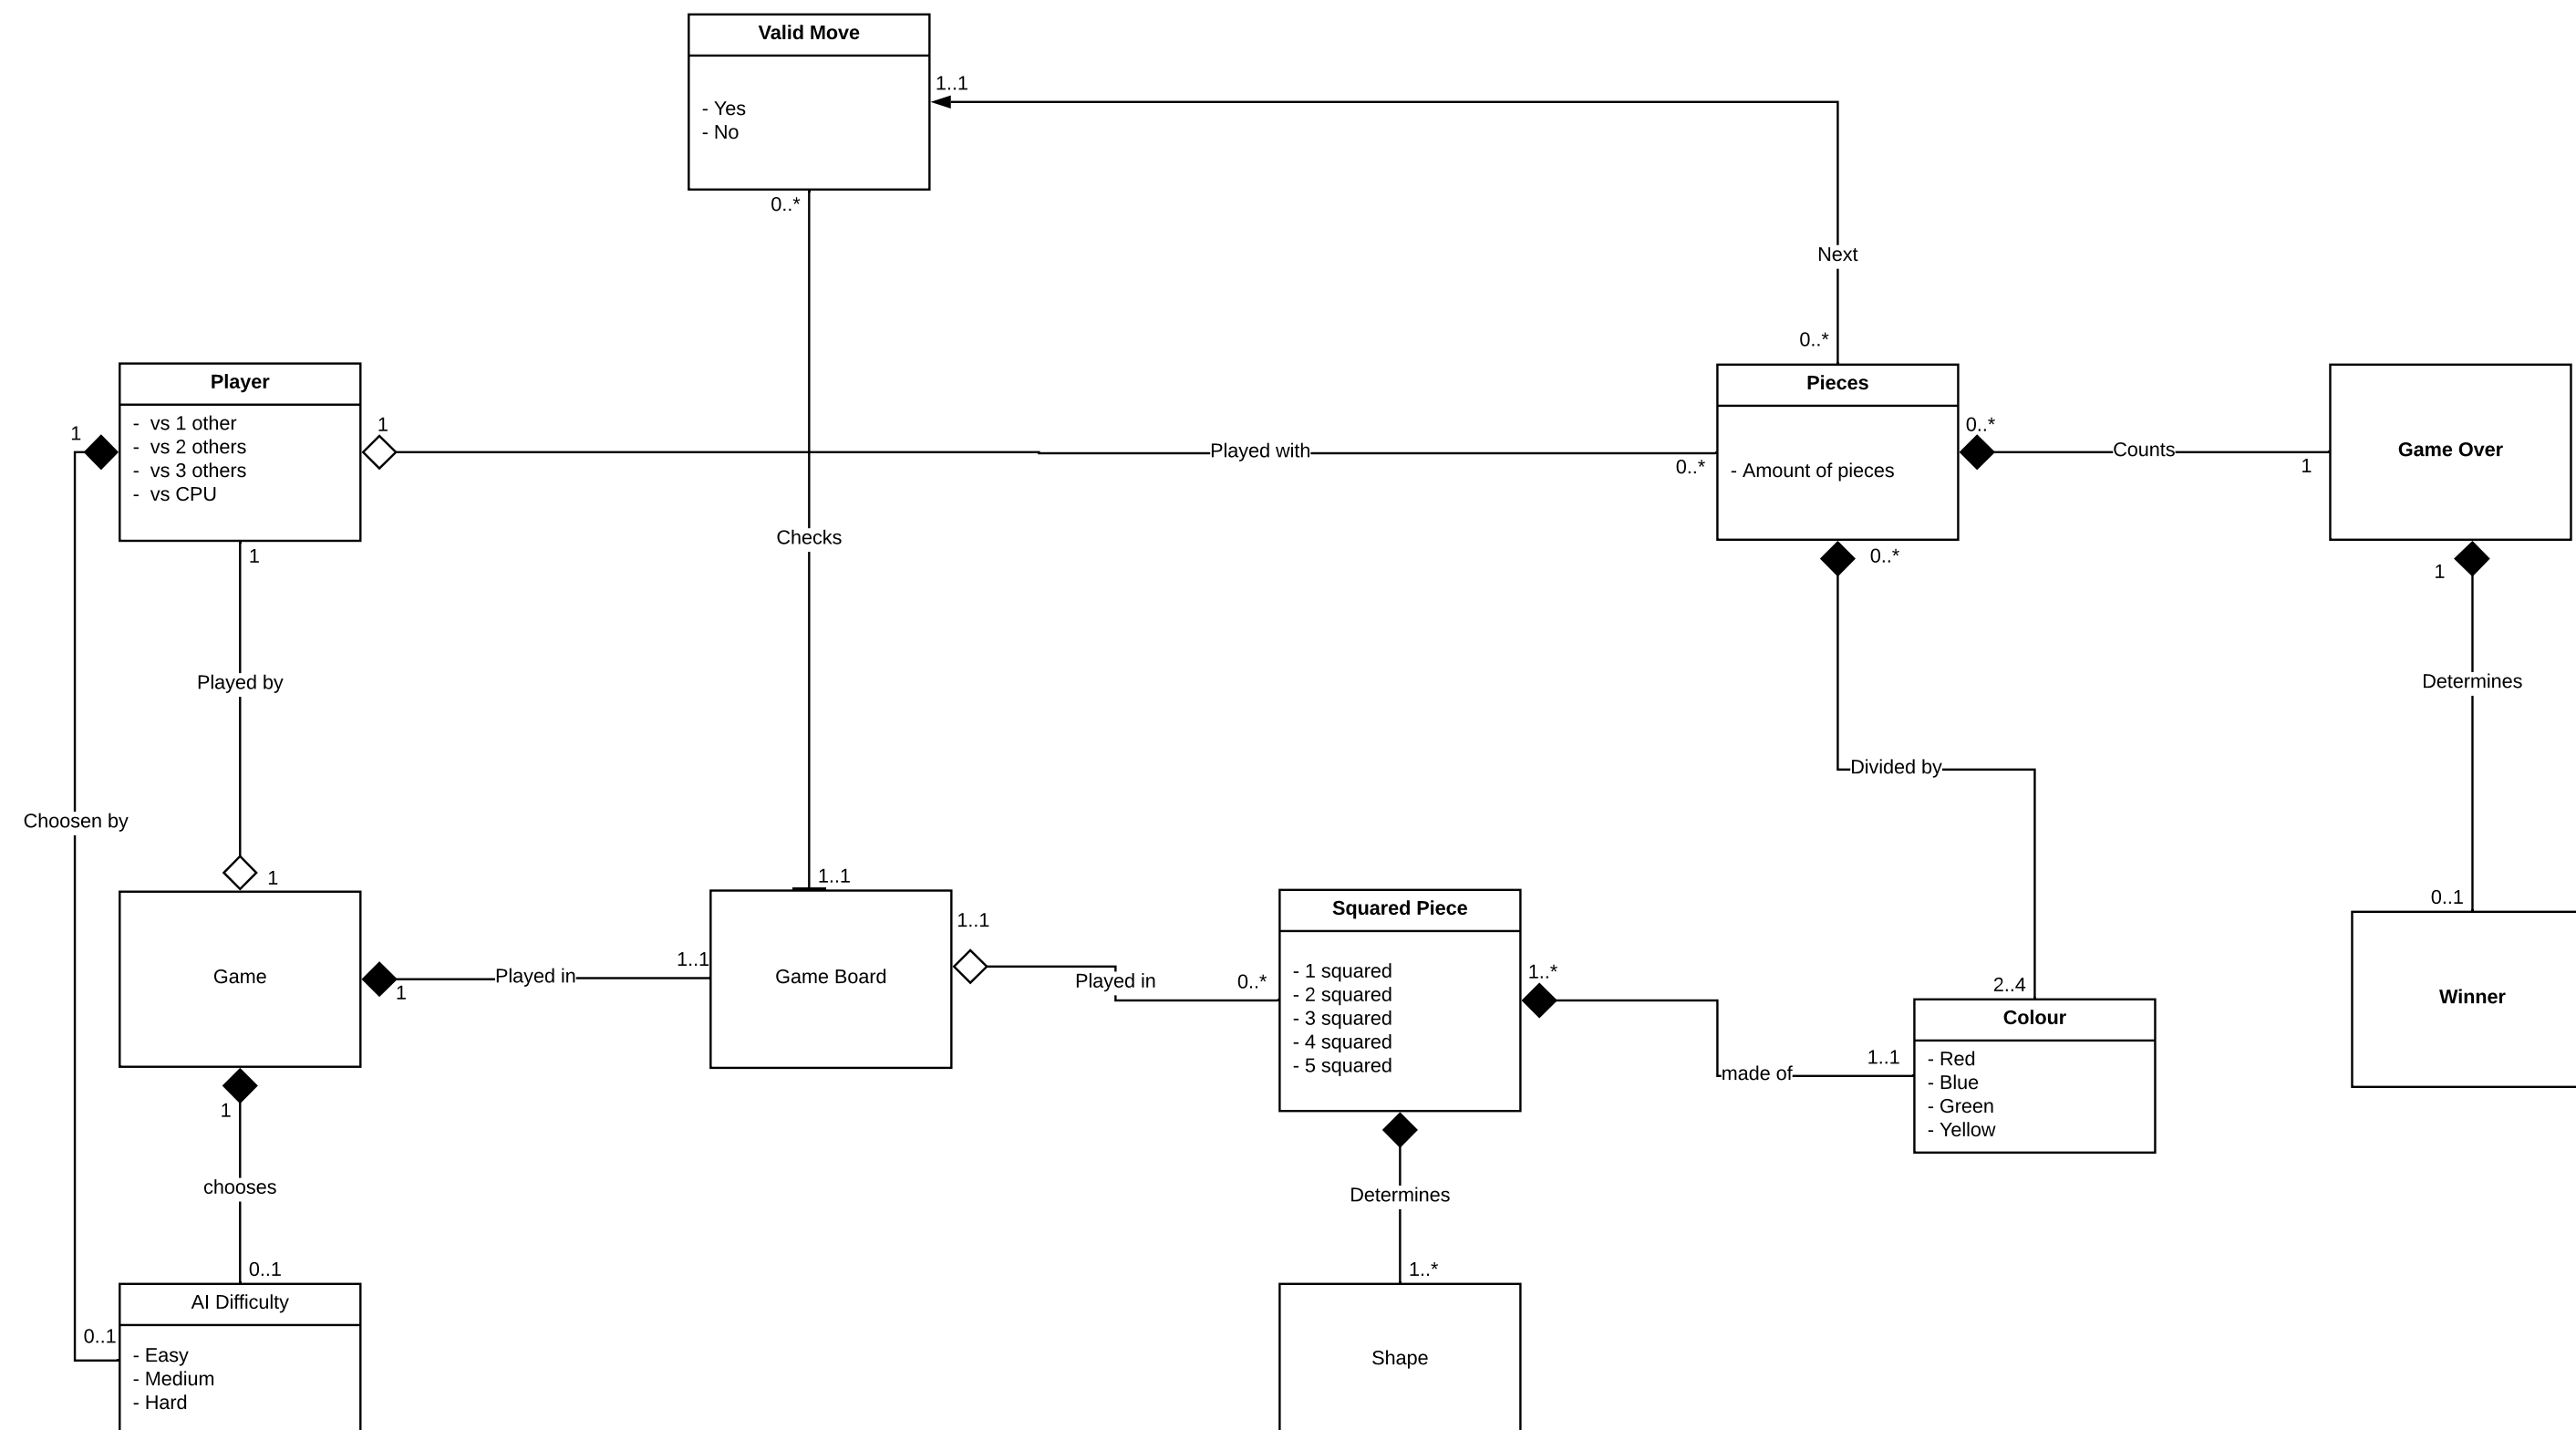 Valid Move
1..1
- Yes
- No
0..*
Next
0..*
Player
- vs 1 other
- vs 2 others
- vs 3 others
- vs CPU
1
1
Played with
0..*
Pieces
- Amount of pieces
0..*
Counts
1
Game Over
Checks
1
0..*
1
Played by
Determines
Divided by
Choosen by
1
1..1
0..1
Game
1
Played in
1..1
Game Board
1..1
Played in
0..*
Squared Piece
- 1 squared
- 2 squared
- 3 squared
- 4 squared
- 5 squared
1..*
made of
1..1
2..4
Colour
- Red
- Blue
- Green
- Yellow
Winner
1
chooses
0..1
Determines
1..*
0..1
AI Difficulty
- Easy
- Medium
- Hard
Shape